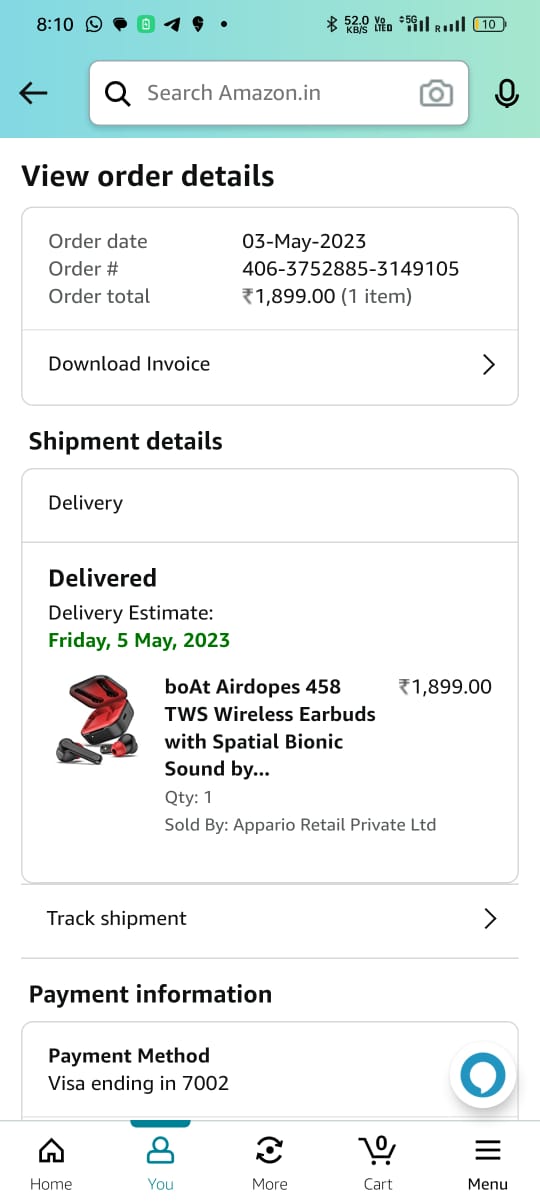 8:10
52.0 KB/S
Vo LTE
5G
R
10
Search Amazon.in
View order details
Order date 03-May-2023
Order # 406-3752885-3149105
Order total ₹1,899.00 (1 item)
Download Invoice
Shipment details
Delivery
Delivered
Delivery Estimate:
Friday, 5 May, 2023
boAt Airdopes 458 ₹1,899.00
TWS Wireless Earbuds
with Spatial Bionic
Sound by...
Qty: 1
Sold By: Appario Retail Private Ltd
Track shipment
Payment information
Payment Method
Visa ending in 7002
0
Home You More Cart Menu